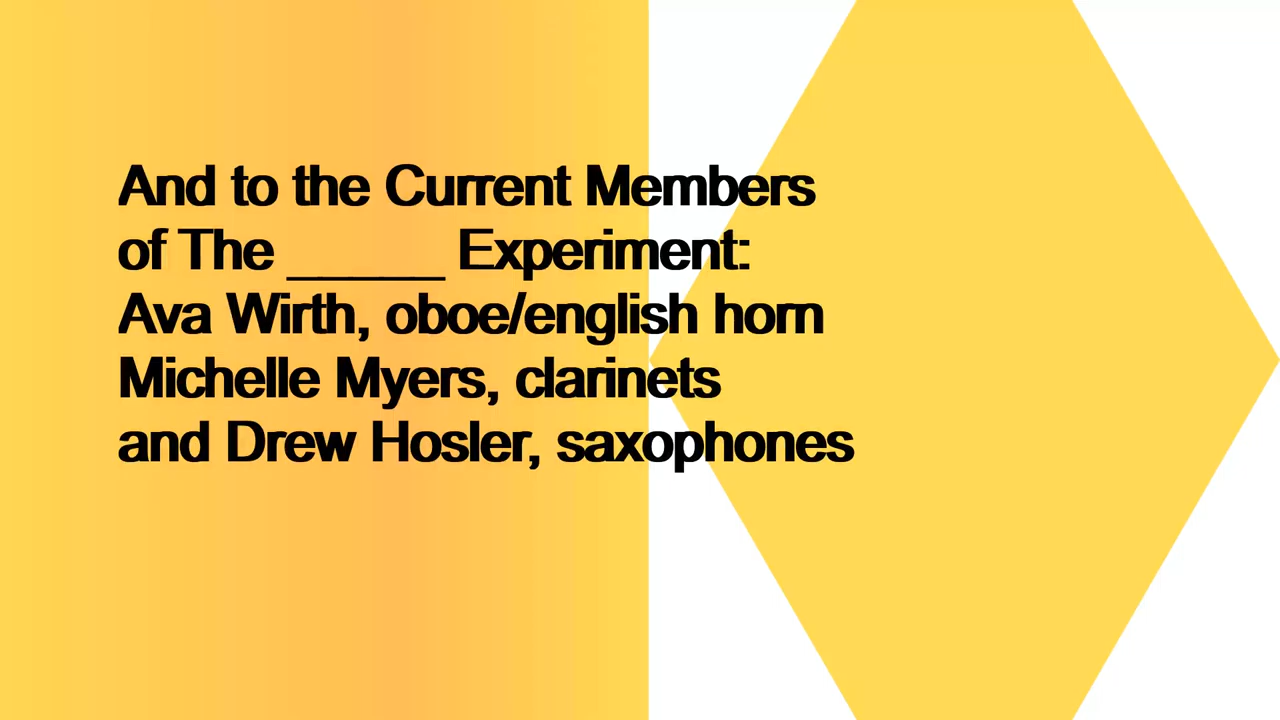 And to the Current Members
of The _____ Experiment:
Ava Wirth, oboe/english horn
Michelle Myers, clarinets
and Drew Hosler, saxophones